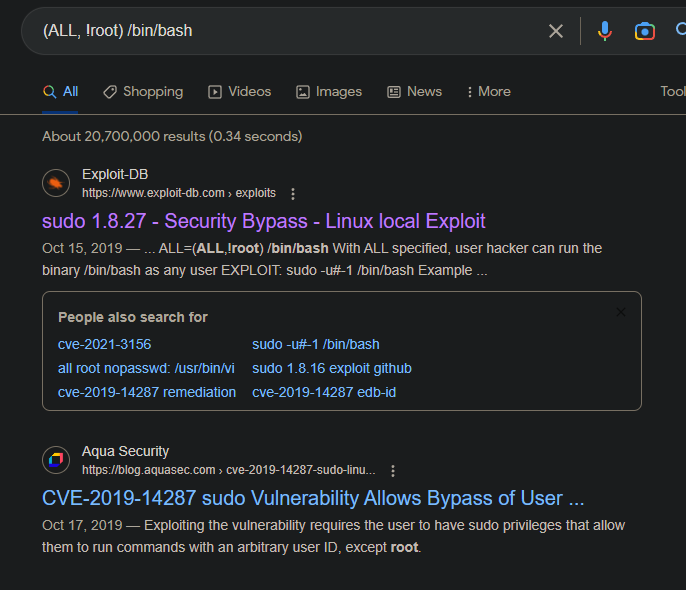 (ALL, !root) /bin/bash
All Shopping Videos Images News More
About 20,700,000 results (0.34 seconds)
Exploit-DB
https://www.exploit-db.com › exploits
sudo 1.8.27 - Security Bypass - Linux local Exploit
Oct 15, 2019 — ... ALL=(ALL,!root) /bin/bash With ALL specified, user hacker can run the
binary /bin/bash as any user EXPLOIT: sudo -u#-1 /bin/bash Example ...
People also search for
cve-2021-3156 sudo -u#-1 /bin/bash
all root nopasswd: /usr/bin/vi sudo 1.8.16 exploit github
cve-2019-14287 remediation cve-2019-14287 edb-id
Aqua Security
https://blog.aquasec.com › cve-2019-14287-sudo-linu...
CVE-2019-14287 sudo Vulnerability Allows Bypass of User ...
Oct 17, 2019 — Exploiting the vulnerability requires the user to have sudo privileges that allow
them to run commands with an arbitrary user ID, except root.